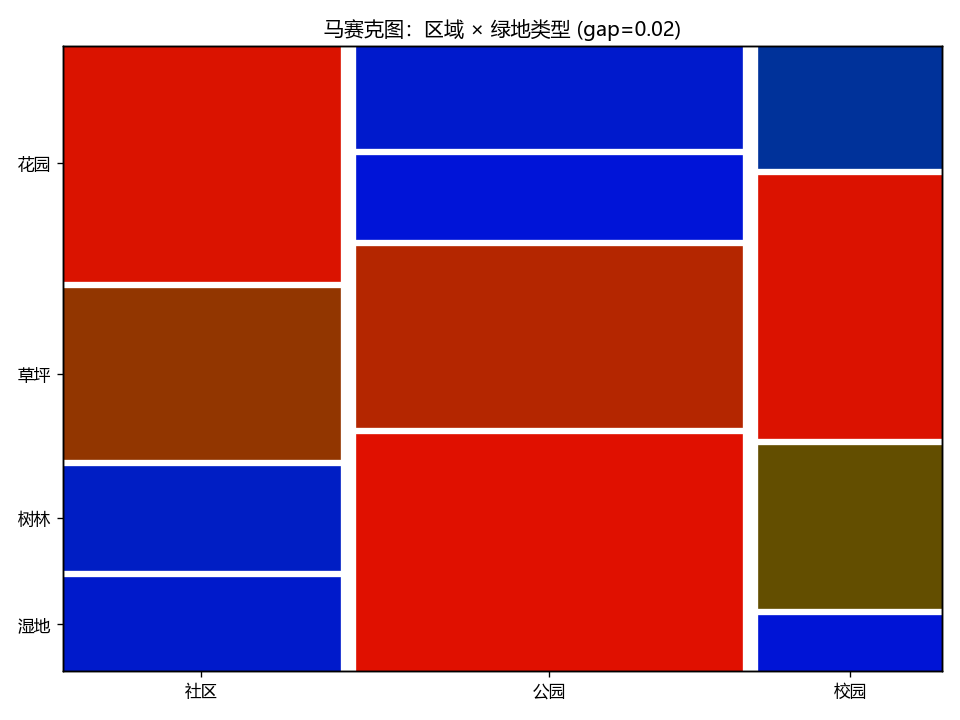 马赛克图：区域 × 绿地类型 (gap=0.02)
花园
草坪
树林
湿地
社区
公园
校园